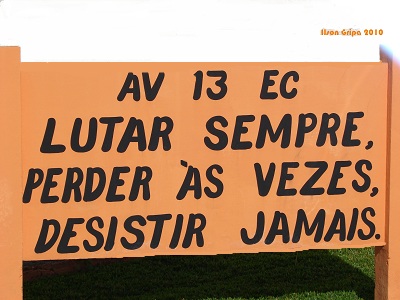 Ilson Gripa 2010
AV 13 EC
LUTAR SEMPRE,
PERDER ÀS VEZES,
DESISTIR JAMAIS.